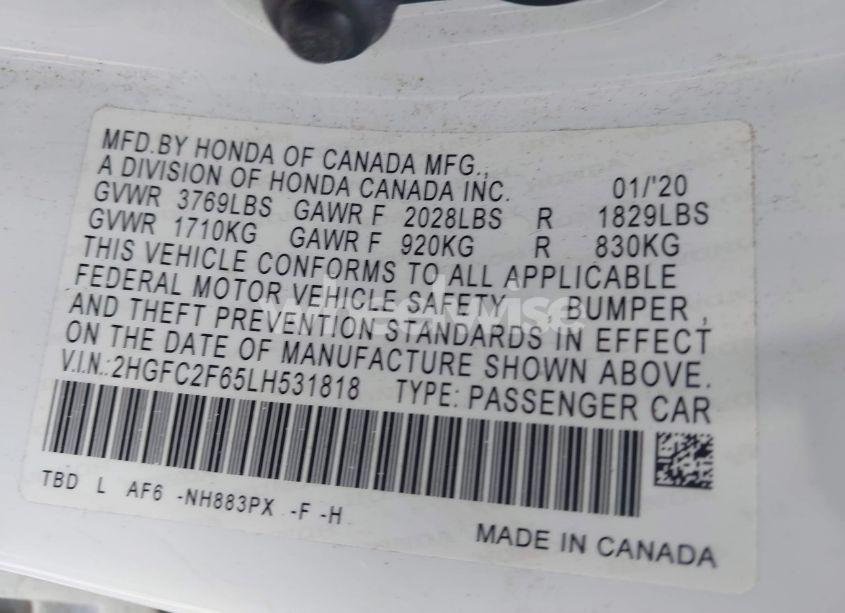 MFD.BY HONDA OF CANADA MFG.,
A DIVISION OF HONDA CANADA INC. 01/'20
GVWR 3769LBS GAWR F 2028LBS R 1829LBS
GVWR 1710KG GAWR F 920KG R 830KG
THIS VEHICLE CONFORMS TO ALL APPLICABLE
FEDERAL MOTOR VEHICLE SAFETY, BUMPER,
AND THEFT PREVENTION STANDARDS IN EFFECT
ON THE DATE OF MANUFACTURE SHOWN ABOVE.
V.I.N.:2HGFC2F65LH531818 TYPE: PASSENGER CAR
TBD L AF6 -NH883PX -F -H
MADE IN CANADA